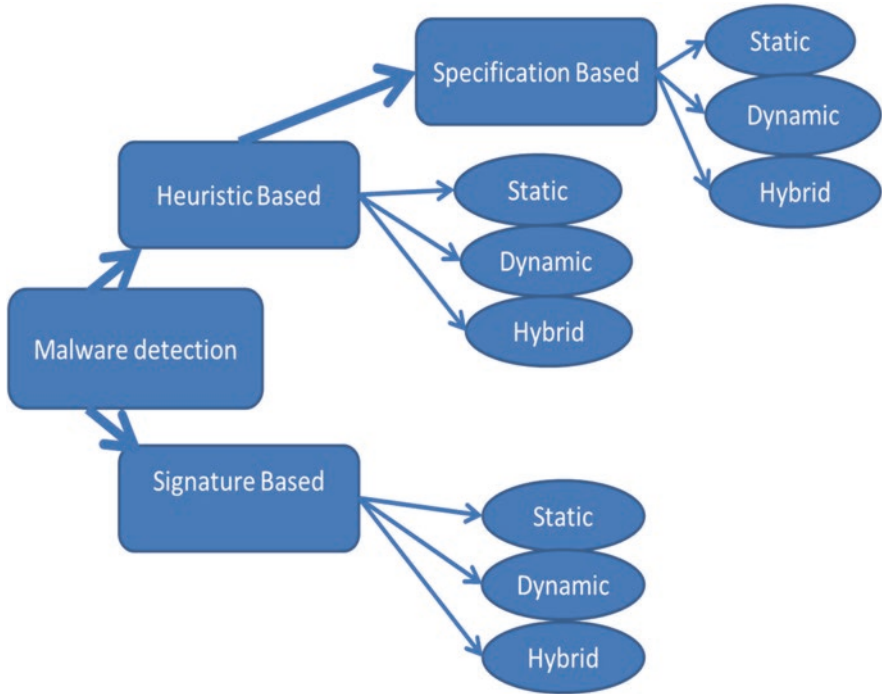 Specification Based
Static
Dynamic
Hybrid
Heuristic Based
Static
Dynamic
Hybrid
Malware detection
Signature Based
Static
Dynamic
Hybrid